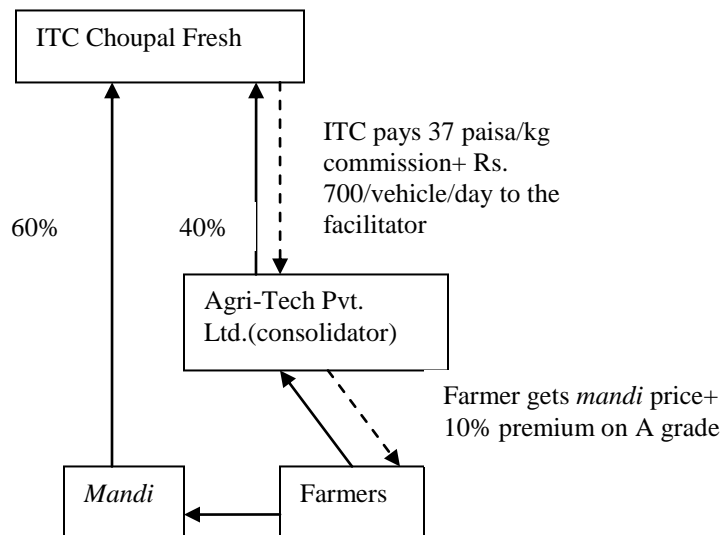 ITC Choupal Fresh
ITC pays 37 paisa/kg
commission+ Rs.
700/vehicle/day to the
facilitator
60%
40%
Agri-Tech Pvt.
Ltd.(consolidator)
Farmer gets mandi price+
10% premium on A grade
Mandi
Farmers